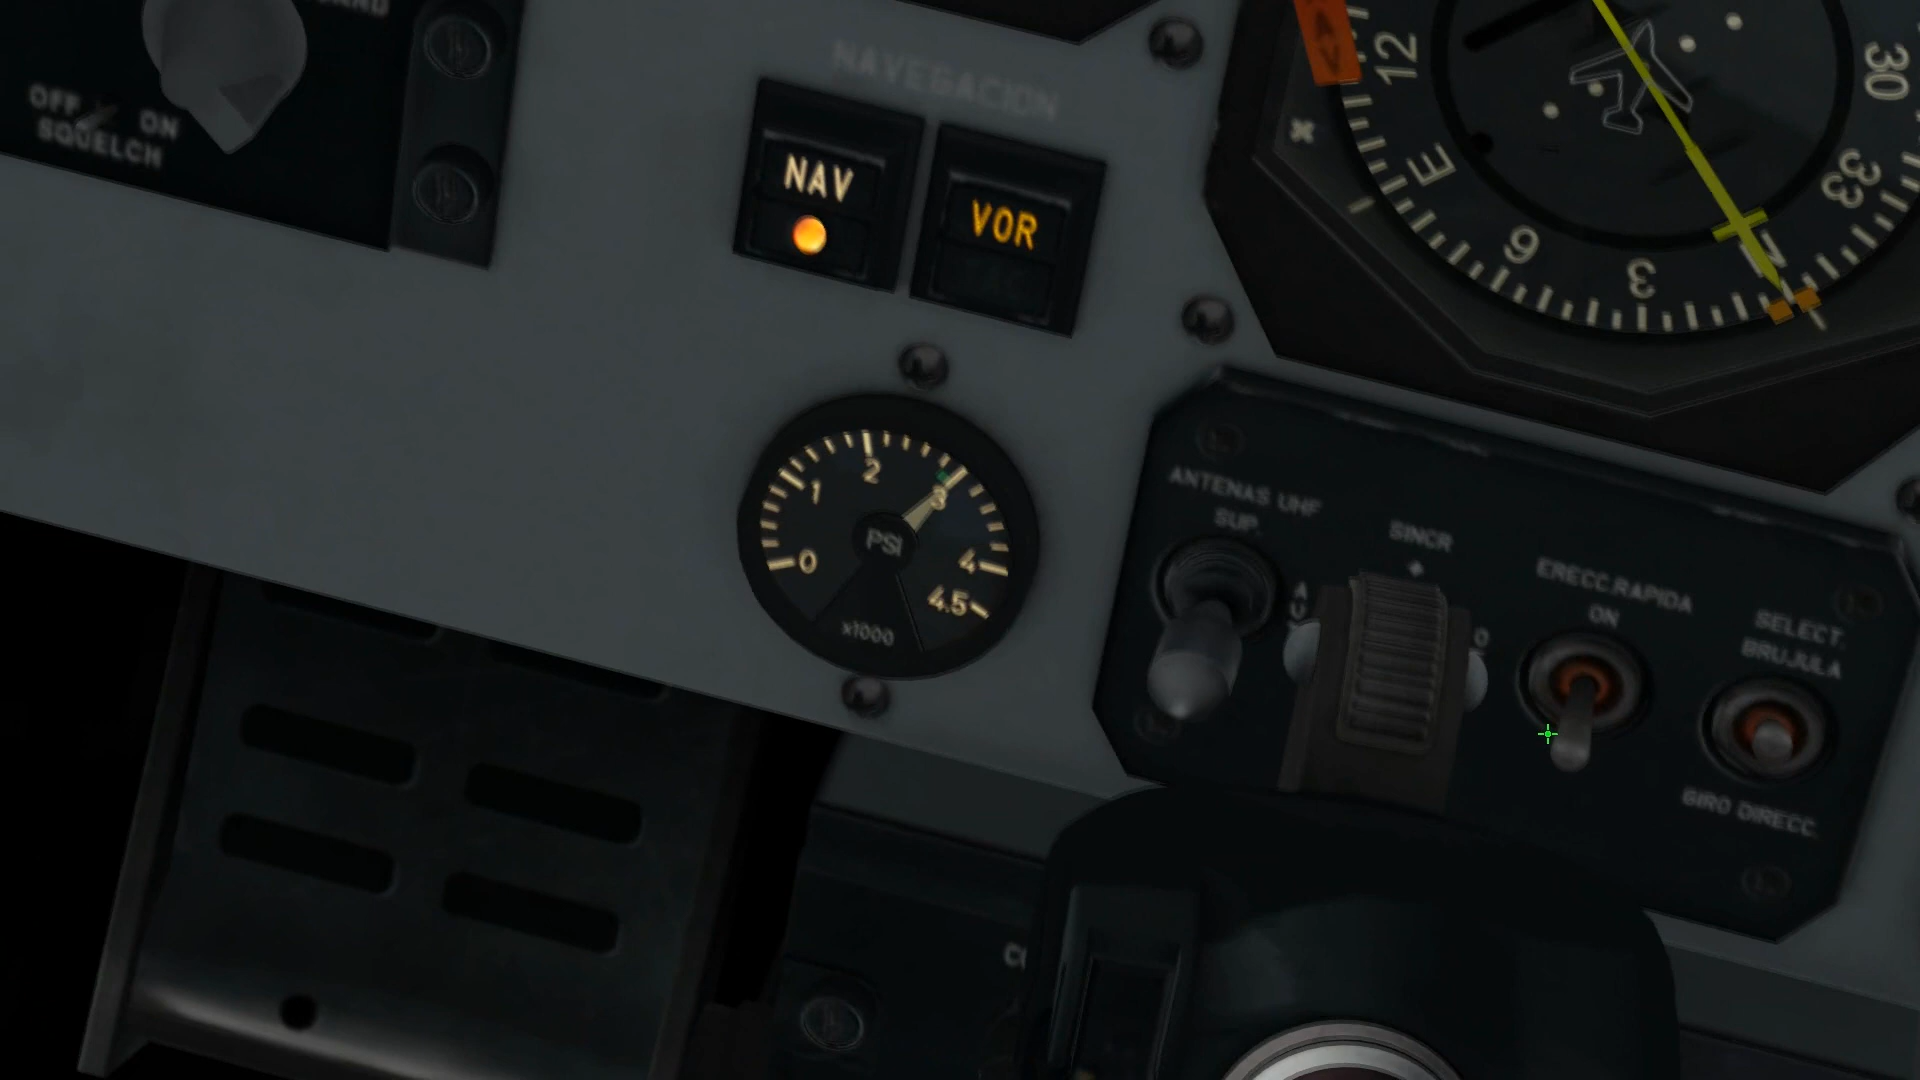 OFF ON
SQUELCH
NAVEGACION
NAV
VOR
0 1 2 3 4 4.5
PSI
x1000
12 E 6 3 N 33 30
ANTENAS UHF
SUP.
SINCR
ERECC.RAPIDA
ON
SELECT.
BRUJULA
GIRO DIRECC.